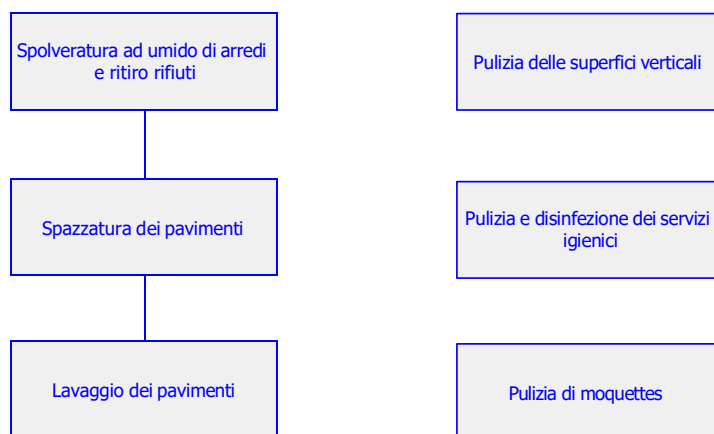 Spolveratura ad umido di arredi
e ritiro rifiuti
Spazzatura dei pavimenti
Lavaggio dei pavimenti
Pulizia delle superfici verticali
Pulizia e disinfezione dei servizi
igienici
Pulizia di moquettes